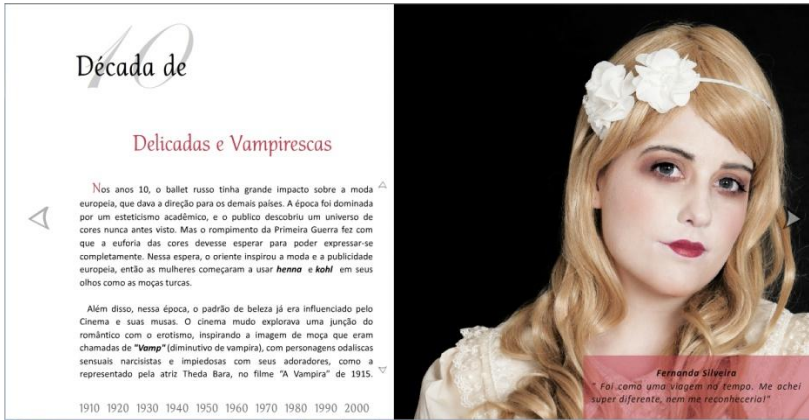 10
Década de
Delicadas e Vampirescas
Nos anos 10, o ballet russo tinha grande impacto sobre a moda
europeia, que dava a direção para os demais países. A época foi dominada
por um esteticismo acadêmico, e o publico descobriu um universo de
cores nunca antes visto. Mas o rompimento da Primeira Guerra fez com
que a euforia das cores devesse esperar para poder expressar-se
completamente. Nessa espera, o oriente inspirou a moda e a publicidade
europeia, então as mulheres começaram a usar henna e kohl em seus
olhos como as moças turcas.
Além disso, nessa época, o padrão de beleza já era influenciado pelo
Cinema e suas musas. O cinema mudo explorava uma junção do
romântico com o erotismo, inspirando a imagem de moça que eram
chamadas de "Vamp" (diminutivo de vampira), com personagens odaliscas
sensuais narcisistas e impiedosas com seus adoradores, como a
representado pela atriz Theda Bara, no filme "A Vampira" de 1915.
1910 1920 1930 1940 1950 1960 1970 1980 1990 2000
Fernanda Silveira
" Foi como uma viagem no tempo. Me achei
super diferente, nem me reconheceria!"